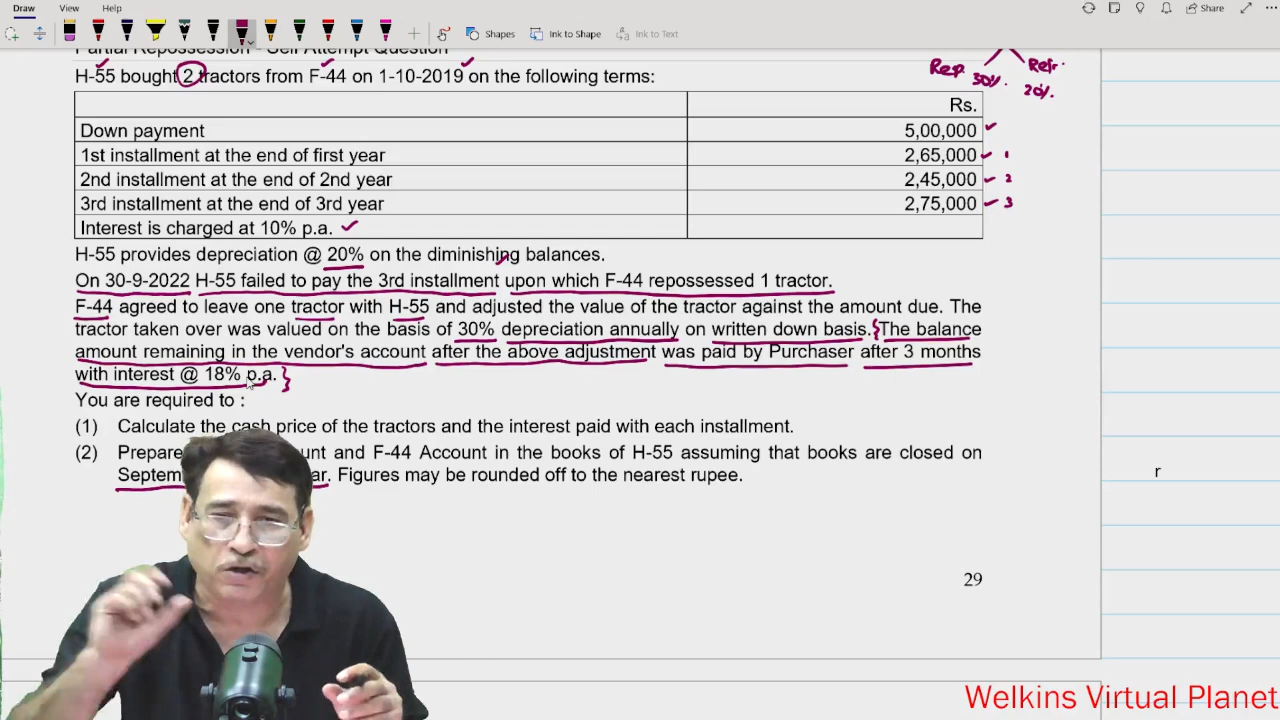 Draw View Help Share
Shapes Ink to Shape Ink to Text
Partial Repossession - Self Attempt Question
H-55 bought 2 tractors from F-44 on 1-10-2019 on the following terms:
Rep. 30%. Retr. 20%.
Rs.
Down payment 5,00,000
1st installment at the end of first year 2,65,000 1
2nd installment at the end of 2nd year 2,45,000 2
3rd installment at the end of 3rd year 2,75,000 3
Interest is charged at 10% p.a.
H-55 provides depreciation @ 20% on the diminishing balances.
On 30-9-2022 H-55 failed to pay the 3rd installment upon which F-44 repossessed 1 tractor.
F-44 agreed to leave one tractor with H-55 and adjusted the value of the tractor against the amount due. The
tractor taken over was valued on the basis of 30% depreciation annually on written down basis. {The balance
amount remaining in the vendor's account after the above adjustment was paid by Purchaser after 3 months
with interest @ 18% p.a. }
You are required to :
(1) Calculate the cash price of the tractors and the interest paid with each installment.
(2) Prepare unt and F-44 Account in the books of H-55 assuming that books are closed on
Septem ar. Figures may be rounded off to the nearest rupee.
r
29
Welkins Virtual Planet